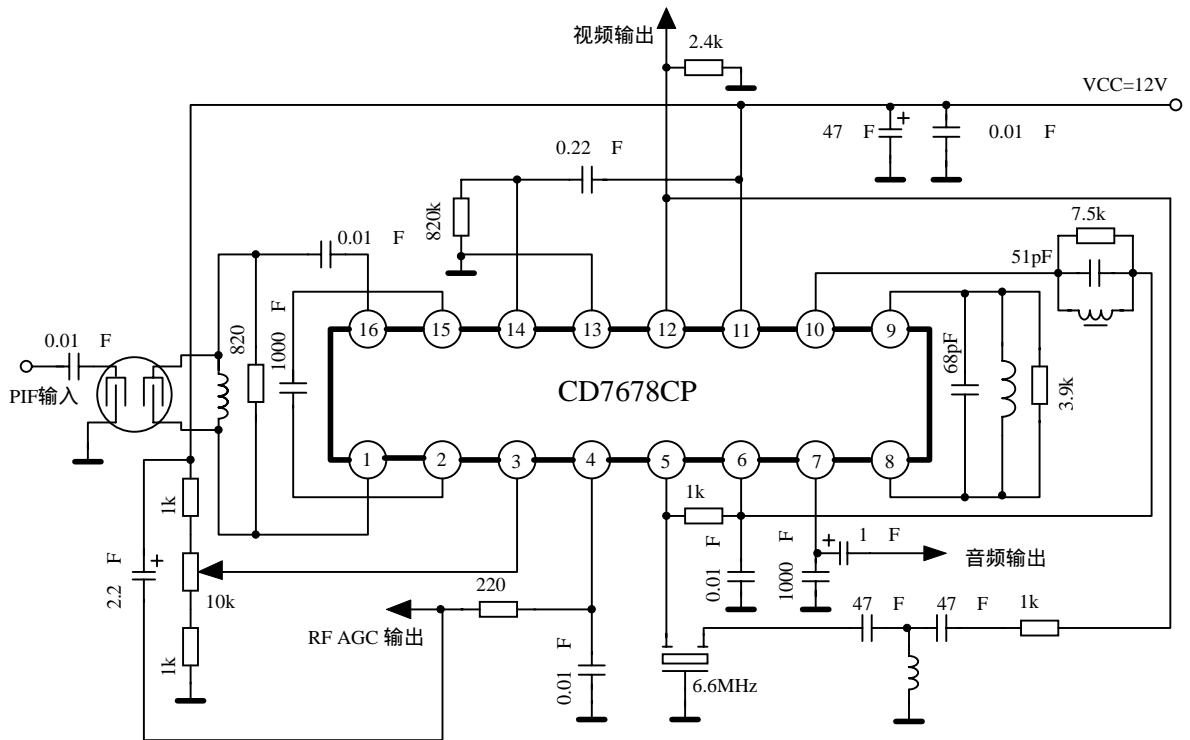 视频输出
2.4k
VCC=12V
47 F
+
0.01 F
0.22 F
820k
7.5k
51pF
0.01 F
1000 F
820
0.01 F
PIF输入
16
15
14
13
12
11
10
9
CD7678CP
68pF
3.9k
1
2
3
4
5
6
7
8
1k
1k
+
2.2 F
10k
1k
220
RF AGC 输出
0.01 F
0.01 F
1000 F
+
1 F
音频输出
47 F
47 F
1k
6.6MHz